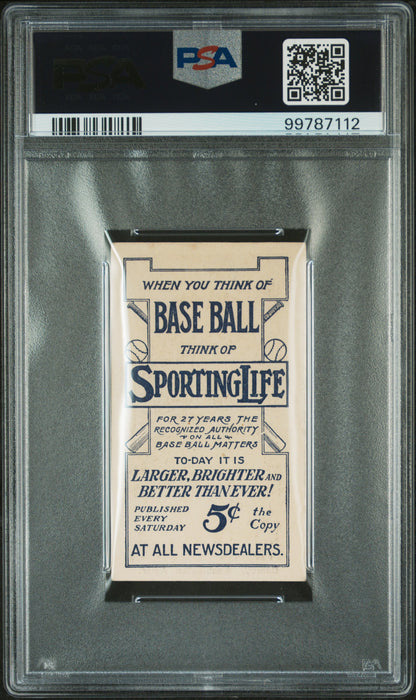 PSA
PSA
99787112
WHEN YOU THINK OF
BASE BALL
THINK OF
SPORTING LIFE
FOR 27 YEARS THE
RECOGNIZED AUTHORITY
ON ALL
BASE BALL MATTERS
TO-DAY IT IS
LARGER, BRIGHTER AND
BETTER THAN EVER!
PUBLISHED
EVERY
SATURDAY
5¢
the
Copy
AT ALL NEWSDEALERS.